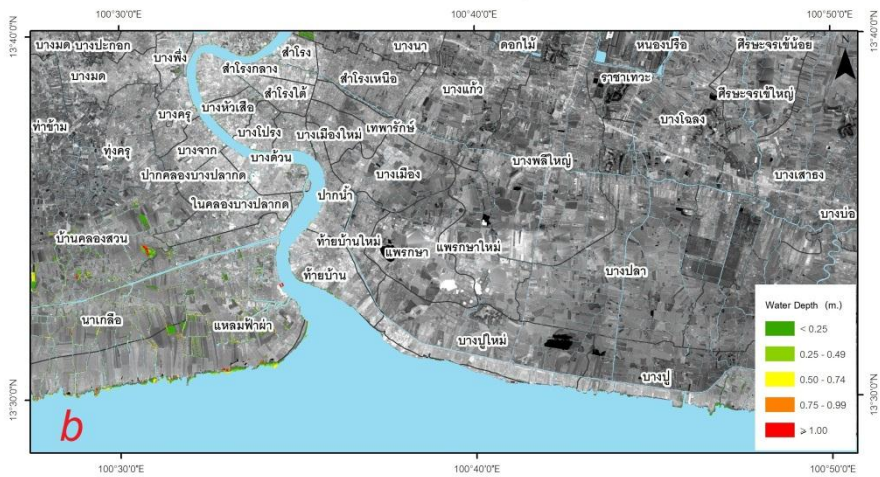 100°30'0"E 100°40'0"E 100°50'0"E
13°40'0"N 13°40'0"N
บางมด บางปะกอก บางพึ่ง สำโรง บางนา ดอกไม้ หนองปรือ ศีรษะจรเข้น้อย
N
บางมด สำโรงกลาง สำโรงเหนือ บางแก้ว ราชาเทวะ ศีรษะจรเข้ใหญ่
บางครุ บางหัวเสือ สำโรงใต้
ท่าข้าม ทุ่งครุ บางโปรง บางเมืองใหม่ เทพารักษ์ บางโฉลง
บางจาก บางด้วน บางพลีใหญ่
ปากคลองบางปลากด บางเมือง บางเสาธง
ในคลองบางปลากด ปากน้ำ บางบ่อ
บ้านคลองสวน ท้ายบ้านใหม่ แพรกษา แพรกษาใหม่
ท้ายบ้าน บางปลา
นาเกลือ แหลมฟ้าผ่า
บางปูใหม่
บางปู
Water Depth (m.)
< 0.25
0.25 - 0.49
0.50 - 0.74
0.75 - 0.99
⩾ 1.00
13°30'0"N 13°30'0"N
b
100°30'0"E 100°40'0"E 100°50'0"E